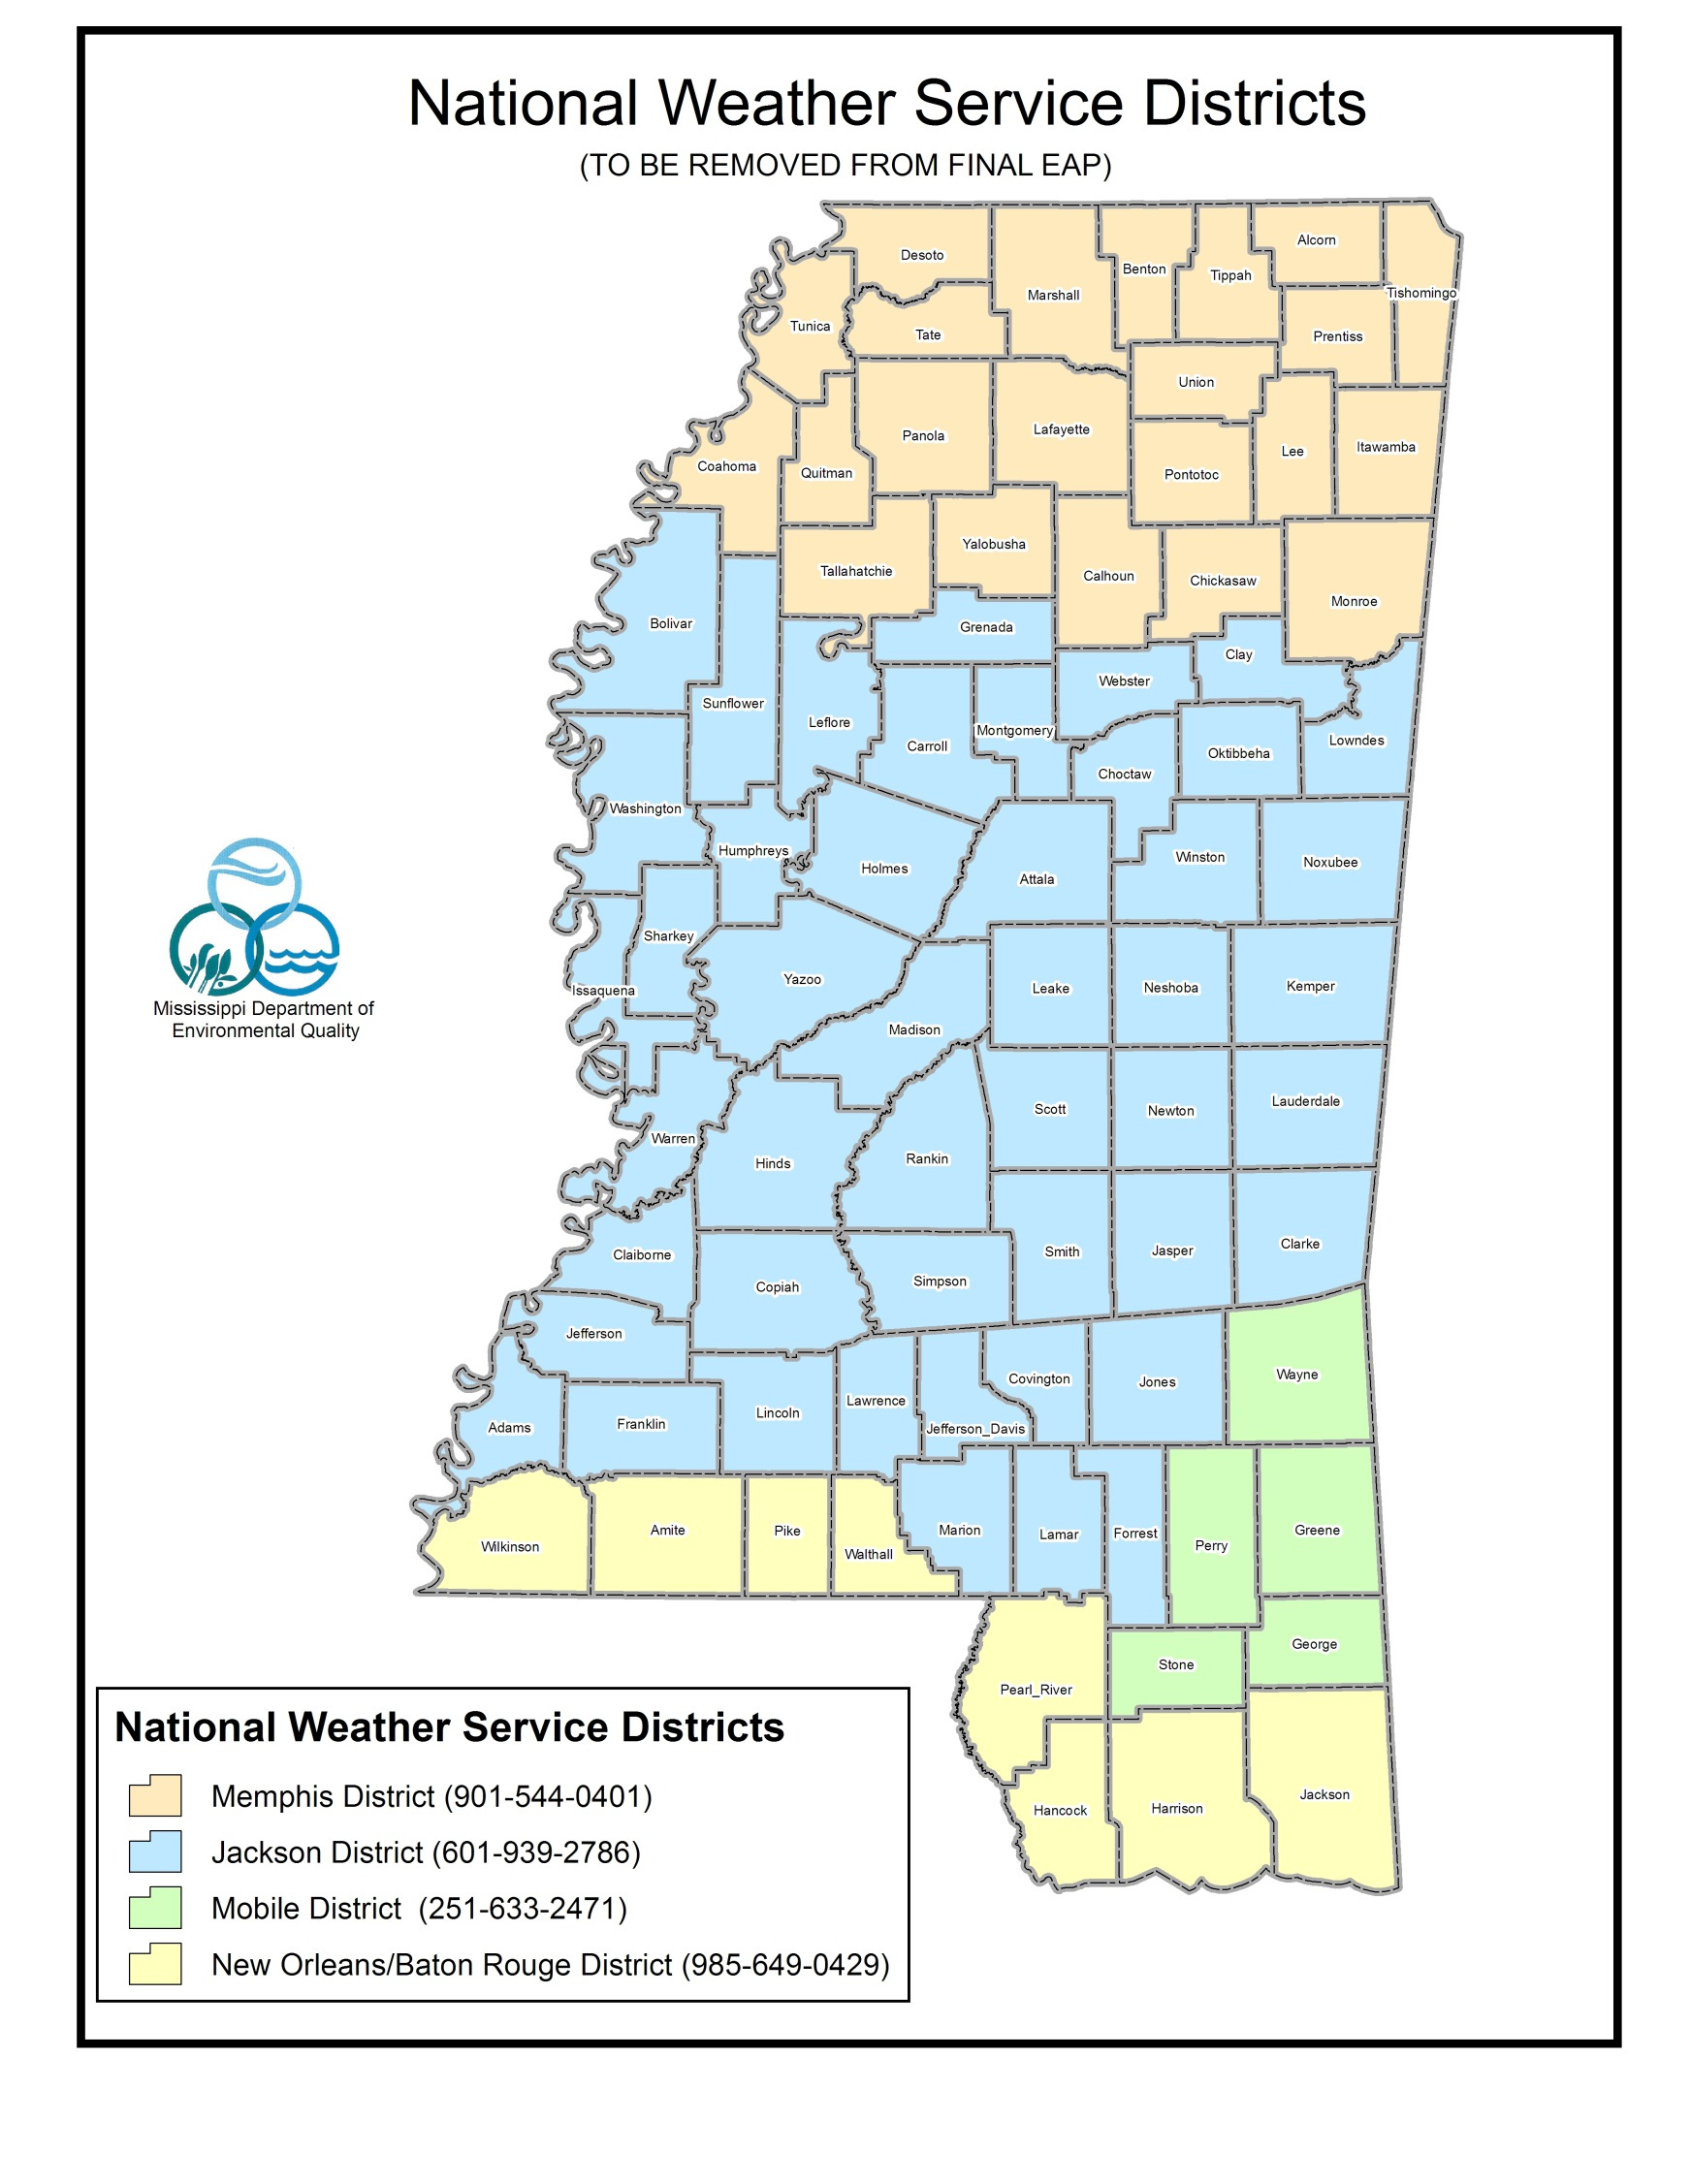 National Weather Service Districts
(TO BE REMOVED FROM FINAL EAP)
Desoto
Marshall
Benton
Tippah
Alcorn
Tishomingo
Tunica
Tate
Prentiss
Union
Panola
Lafayette
Coahoma
Quitman
Pontotoc
Lee
Itawamba
Tallahatchie
Yalobusha
Calhoun
Chickasaw
Monroe
Bolivar
Grenada
Clay
Webster
Sunflower
Leflore
Carroll
Montgomery
Choctaw
Oktibbeha
Lowndes
Washington
Humphreys
Holmes
Attala
Winston
Noxubee
Sharkey
Issaquena
Yazoo
Madison
Leake
Neshoba
Kemper
Mississippi Department of
Environmental Quality
Warren
Hinds
Rankin
Scott
Newton
Lauderdale
Claiborne
Copiah
Simpson
Smith
Jasper
Clarke
Jefferson
Adams
Franklin
Lincoln
Lawrence
Jefferson_Davis
Covington
Jones
Wayne
Wilkinson
Amite
Pike
Walthall
Marion
Lamar
Forrest
Perry
Greene
George
Stone
Pearl_River
Hancock
Harrison
Jackson
National Weather Service Districts
Memphis District (901-544-0401)
Jackson District (601-939-2786)
Mobile District  (251-633-2471)
New Orleans/Baton Rouge District (985-649-0429)